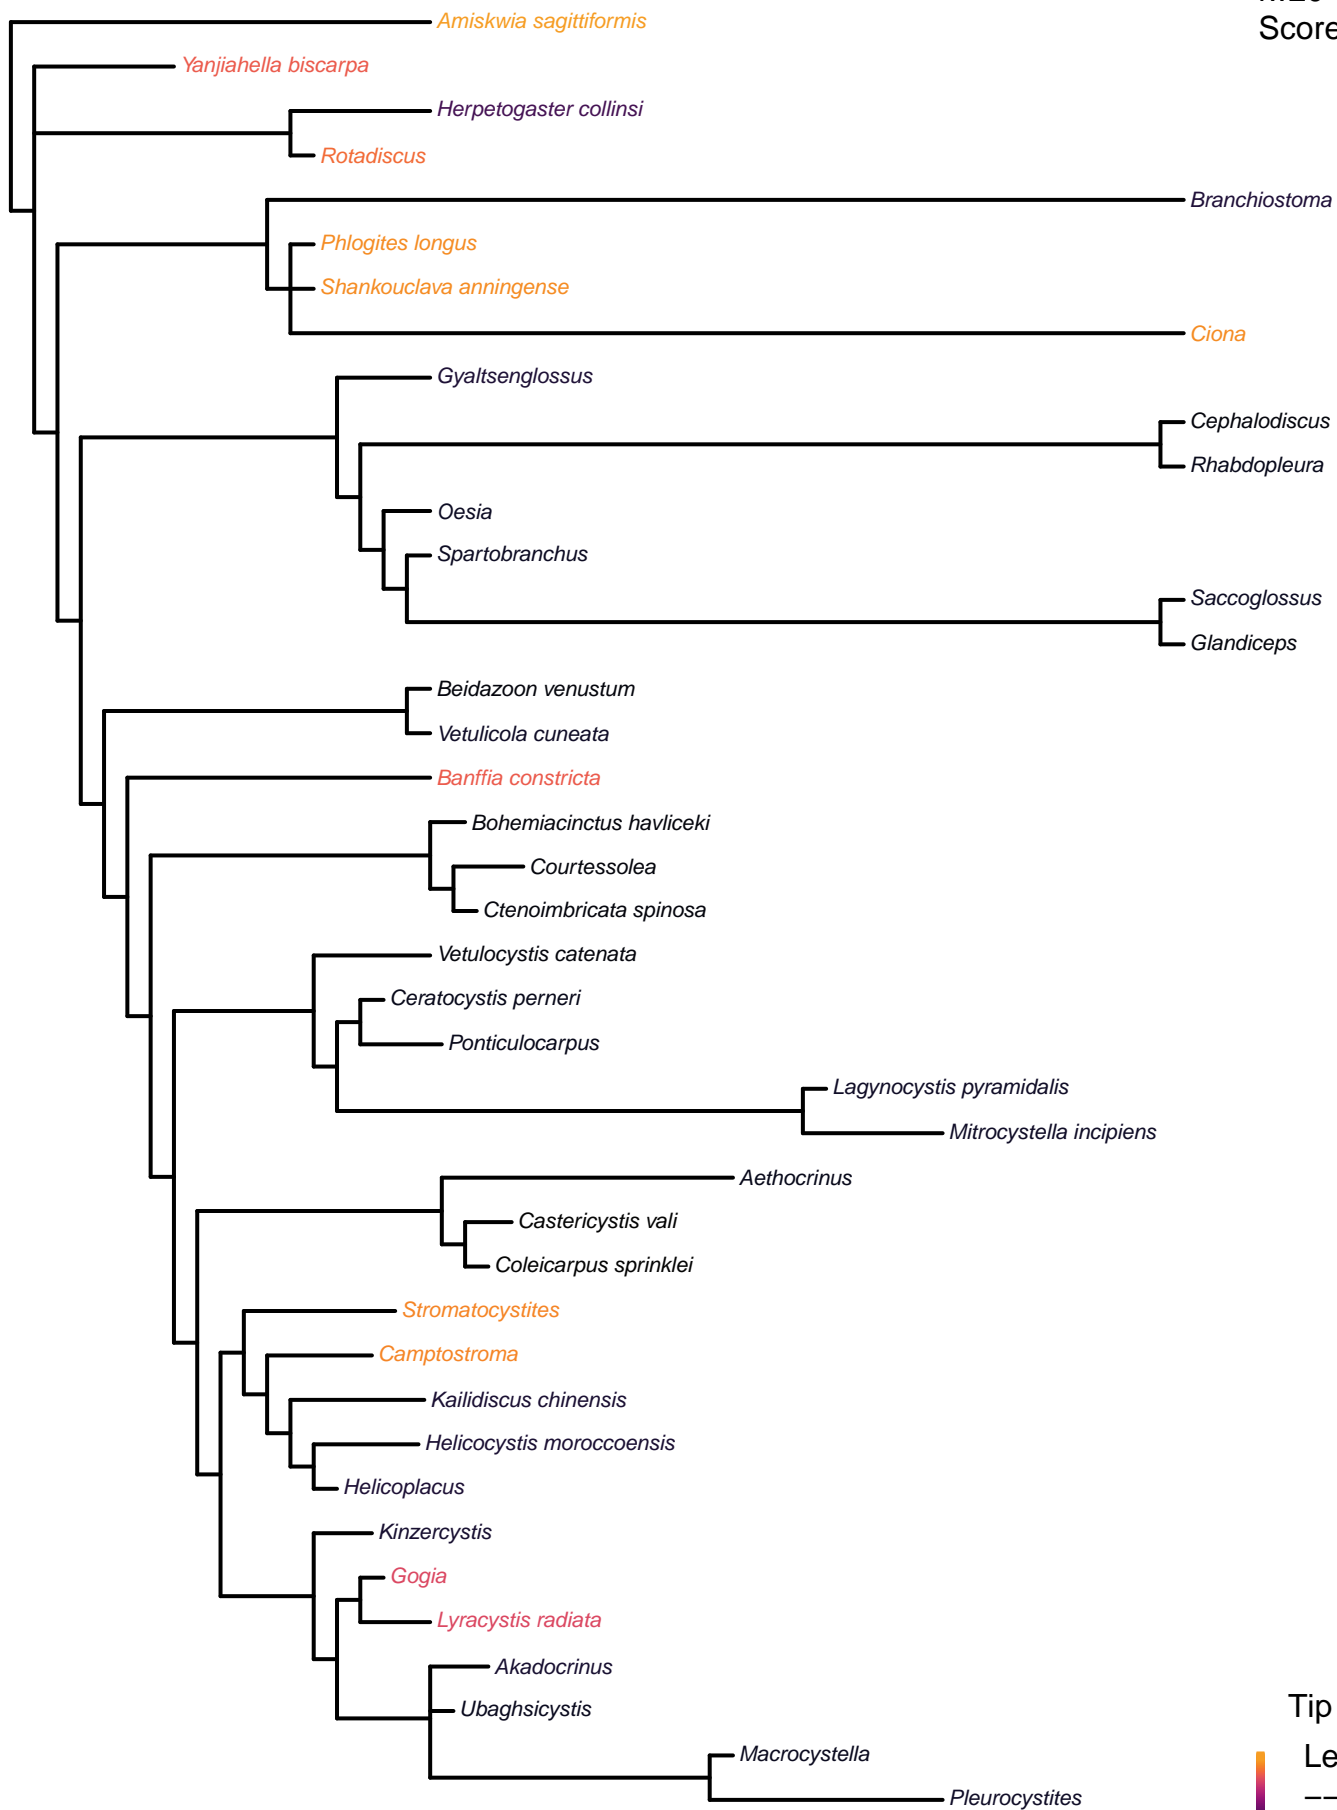 Score
Amiskwia sagittiformis
Yanjiahella biscarpa
Herpetogaster collinsi
Rotadiscus
Branchiostoma
Phlogites longus
Shankouclava anningense
Ciona
Gyaltsenglossus
Cephalodiscus
Rhabdopleura
Oesia
Spartobranchus
Saccoglossus
Glandiceps
Beidazoon venustum
Vetulicola cuneata
Banffia constricta
Bohemiacinctus havliceki
Courtessolea
Ctenoimbricata spinosa
Vetulocystis catenata
Ceratocystis perneri
Ponticulocarpus
Lagynocystis pyramidalis
Mitrocystella incipiens
Aethocrinus
Castericystis vali
Coleicarpus sprinklei
Stromatocystites
Camptostroma
Kailidiscus chinensis
Helicocystis moroccoensis
Helicoplacus
Kinzercystis
Gogia
Lyracystis radiata
Akadocrinus
Ubaghsicystis
Tip
Macrocystella
Le
Pleurocystites